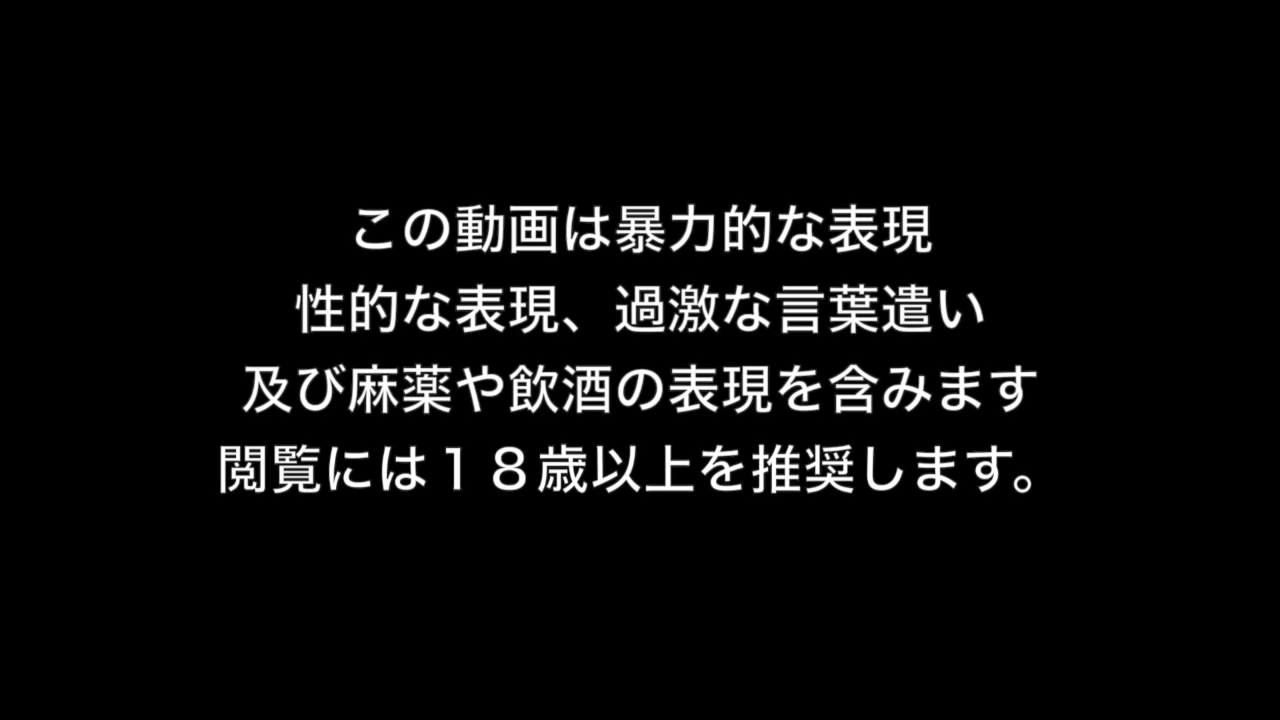 この動画は暴力的な表現
性的な表現、過激な言葉遣い
及び麻薬や飲酒の表現を含みます
閲覧には１８歳以上を推奨します。